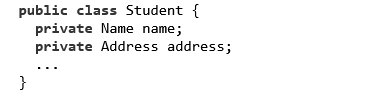 public class Student {
  private Name name;
  private Address address;
  ...
}